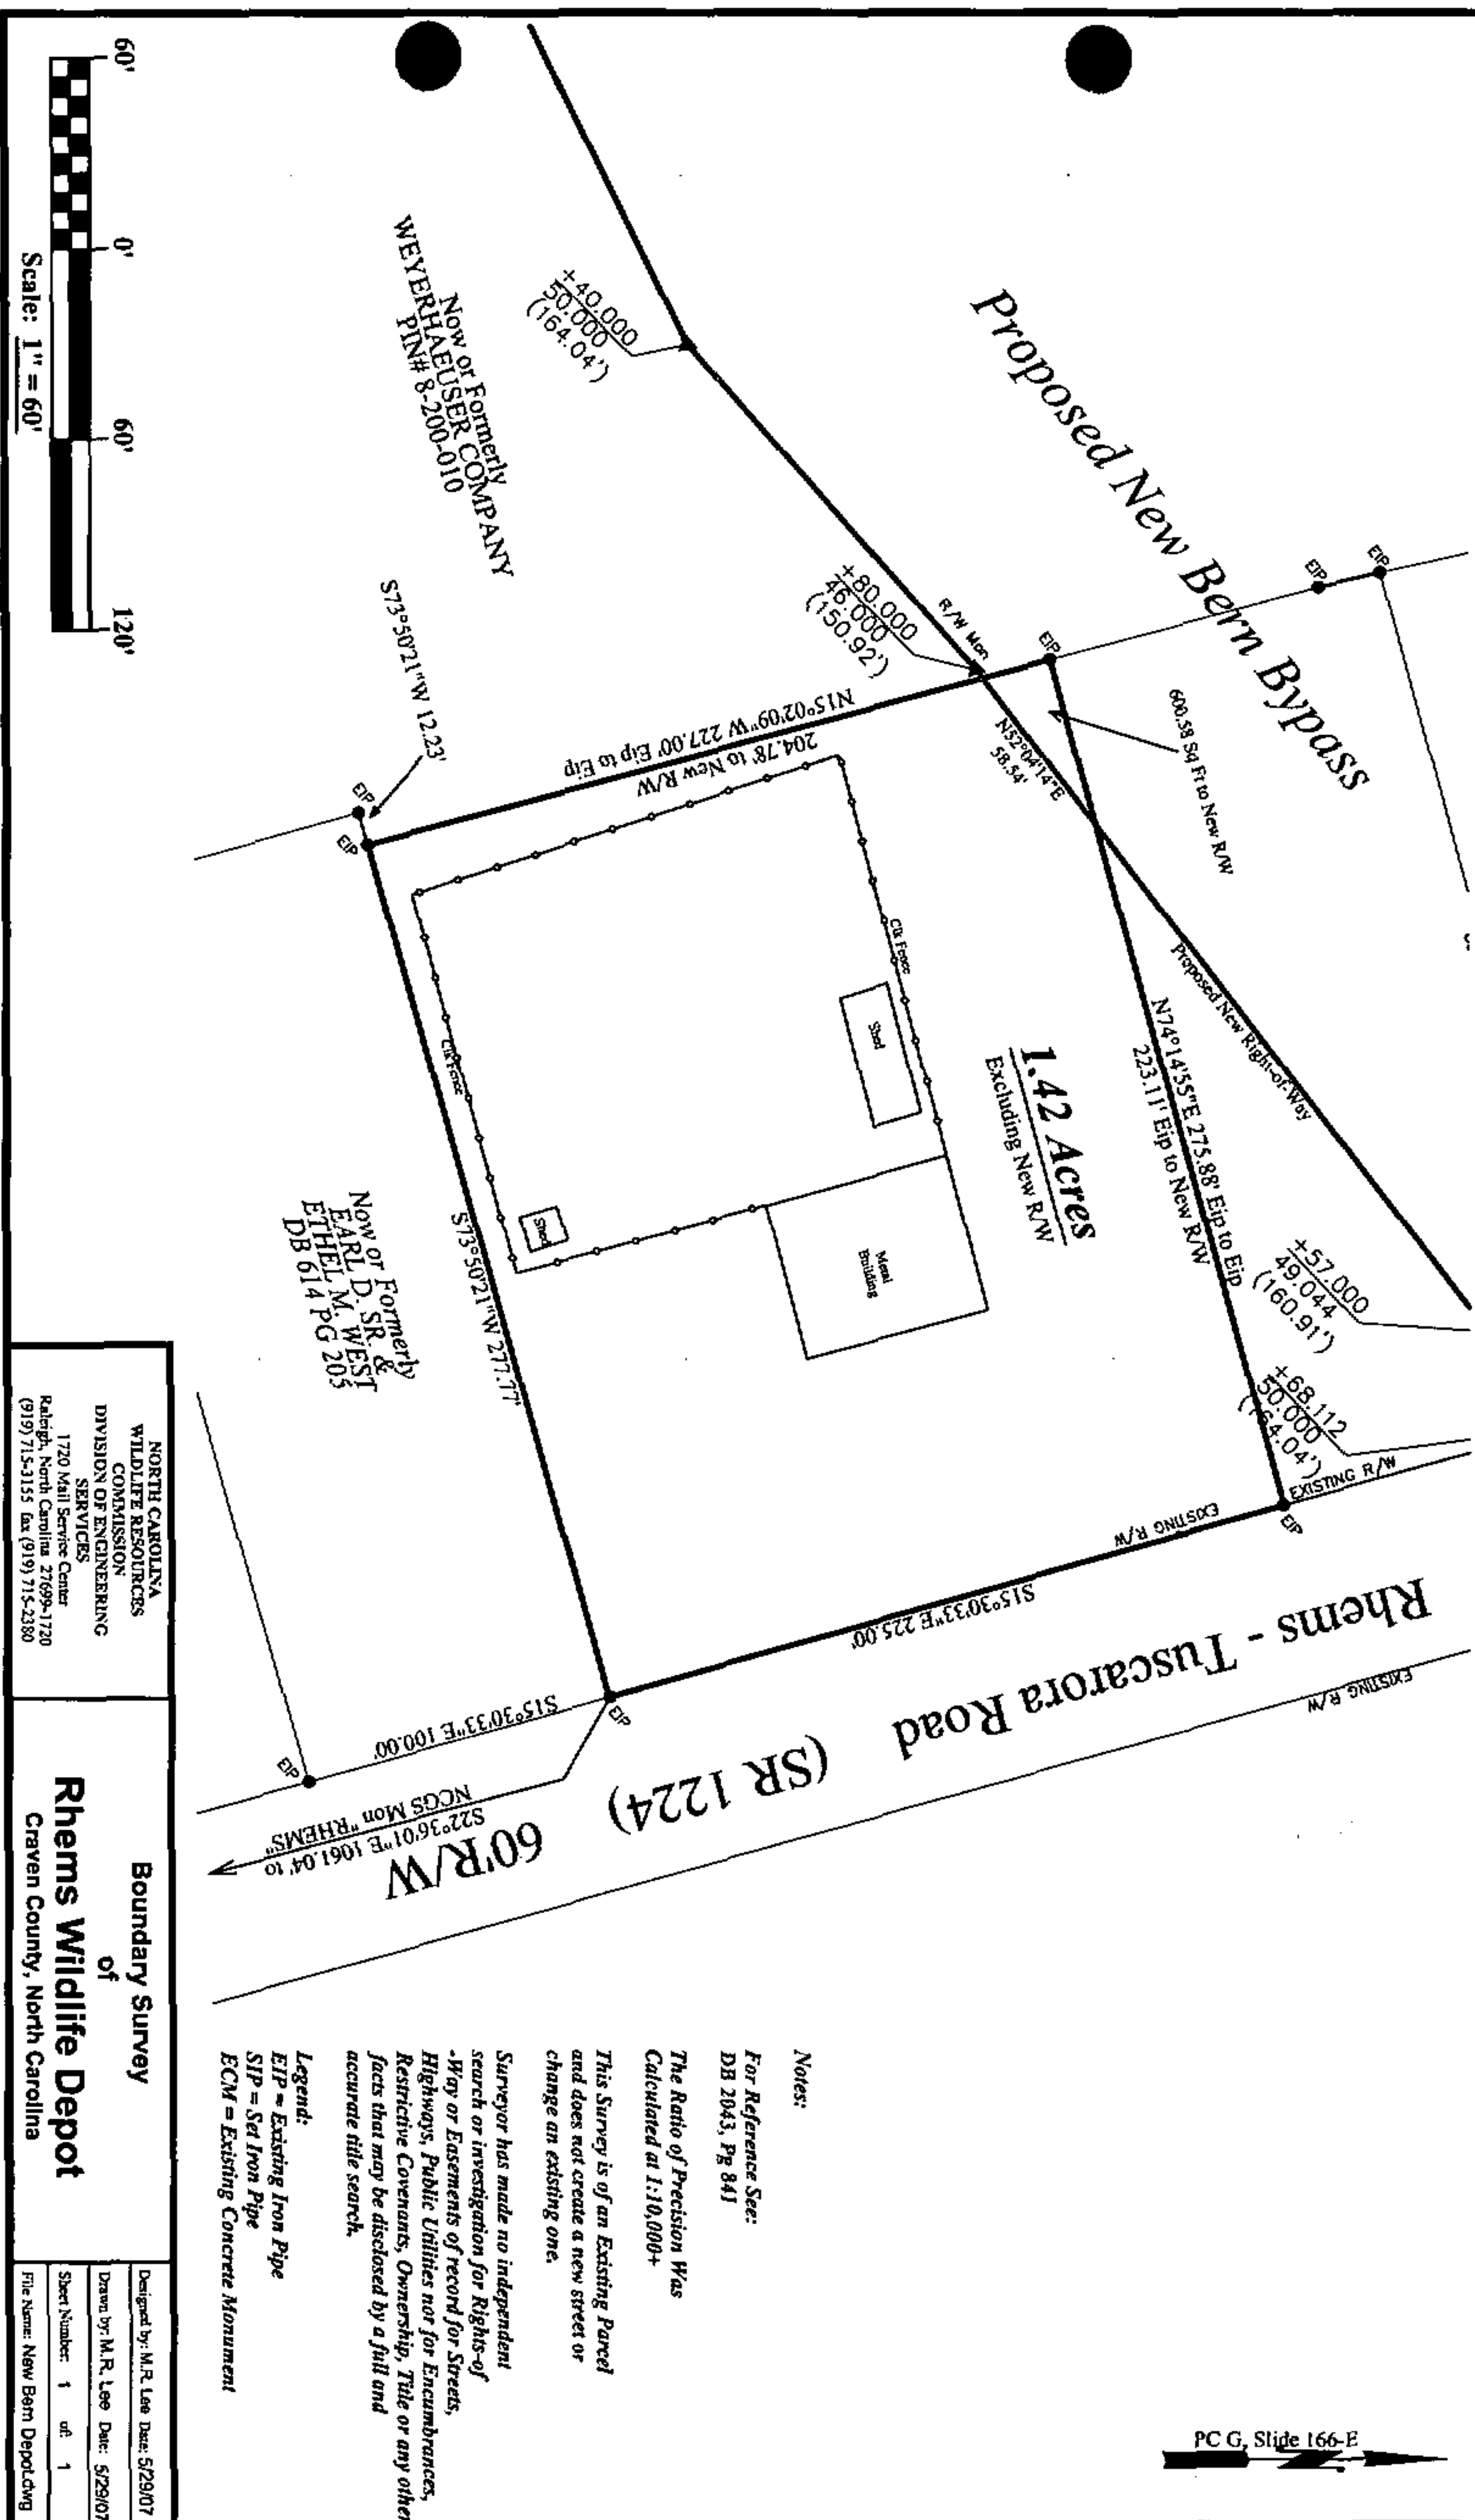 Proposed New Bern Bypass
+40.000
50.000
(164.04')
Now or Formerly
WEYERHAEUSER COMPANY
PIN# 8-200-010
+80.000
46.000
(150.92')
R/W Mon
EIP
EIP
EIP
600.58 Sq Ft to New R/W
N52°04'14"E
58.54'
N15°02'09"W 227.00' Eip to Eip
204.78' to New R/W
S73°50'21"W 12.23'
EIP
EIP
Proposed New Right-of-Way
N74°14'55"E 275.88' Eip to Eip
223.11' Eip to New R/W
1.42 Acres
Excluding New R/W
Clk Fence
Shed
Clk Fence
Shed
Metal
Building
+57.000
49.044
(160.91')
+68.112
50.000
(164.04')
EXISTING R/W
EIP
EXISTING R/W
S73°50'21"W 277.77'
Now or Formerly
EARL D. SR. &
ETHEL M. WEST
DB 614 PG 205
S15°30'33"E 225.00'
EIP
S15°30'33"E 100.00'
EIP
Rhems - Tuscarora Road (SR 1224) 60'R/W
EXISTING R/W
S22°36'01"E 1061.04' to
NCGS Mon "RHEMS"
60' 0' 60' 120'
Scale: 1" = 60'
Notes:
For Reference See:
DB 2043, Pg 841
The Ratio of Precision Was
Calculated at 1:10,000+
This Survey is of an Existing Parcel
and does not create a new street or
change an existing one.
Surveyor has made no independent
search or investigation for Rights-of
-Way or Easements of record for Streets,
Highways, Public Utilities nor for Encumbrances,
Restrictive Covenants, Ownership, Title or any other
facts that may be disclosed by a full and
accurate title search.
Legend:
EIP = Existing Iron Pipe
SIP = Set Iron Pipe
ECM = Existing Concrete Monument
NORTH CAROLINA
WILDLIFE RESOURCES
COMMISSION
DIVISION OF ENGINEERING
SERVICES
1720 Mail Service Center
Raleigh, North Carolina 27699-1720
(919) 715-3155 fax (919) 715-2380
Boundary Survey
of
Rhems Wildlife Depot
Craven County, North Carolina
Designed by: M.R. Lee Date: 5/29/07
Drawn by: M.R. Lee Date: 5/29/07
Sheet Number: 1 of: 1
File Name: New Bern Depot.dwg
PC G, Slide 166-E